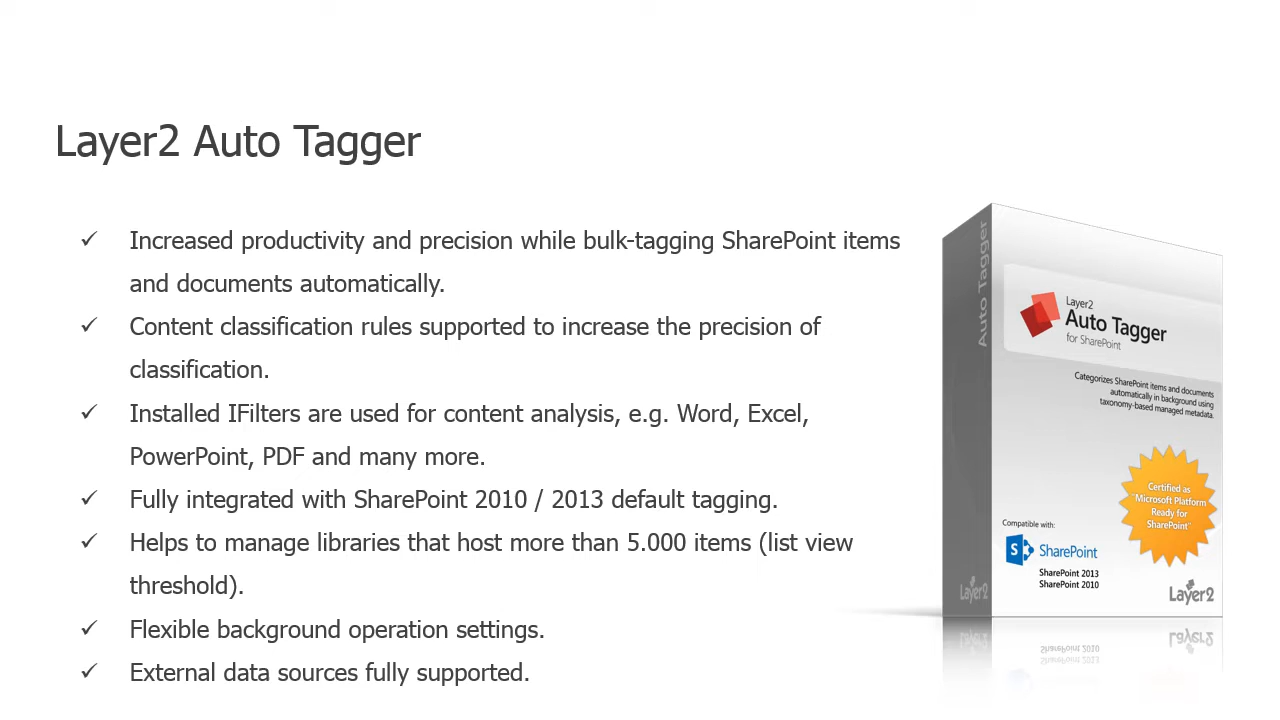 Layer2 Auto Tagger
Increased productivity and precision while bulk-tagging SharePoint items
and documents automatically.
Content classification rules supported to increase the precision of
classification.
Installed IFilters are used for content analysis, e.g. Word, Excel,
PowerPoint, PDF and many more.
Fully integrated with SharePoint 2010 / 2013 default tagging.
Helps to manage libraries that host more than 5.000 items (list view
threshold).
Flexible background operation settings.
External data sources fully supported.
Auto Tagger
Layer2
Layer2
Auto Tagger
for SharePoint
Categorizes SharePoint items and documents
automatically in background using
taxonomy-based managed metadata.
Certified as
"Microsoft Platform
Ready for
SharePoint"
Compatible with:
S SharePoint
SharePoint 2013
SharePoint 2010
Layer2